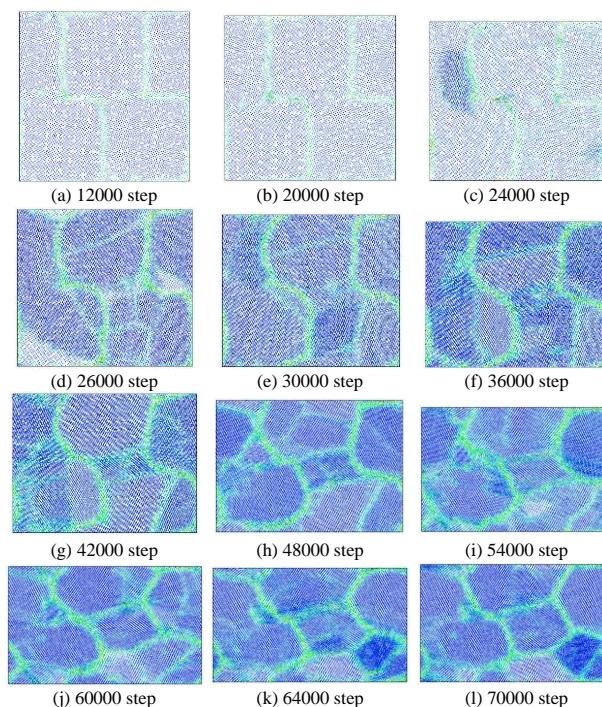 (a) 12000 step
(b) 20000 step
(c) 24000 step
(d) 26000 step
(e) 30000 step
(f) 36000 step
(g) 42000 step
(h) 48000 step
(i) 54000 step
(j) 60000 step
(k) 64000 step
(l) 70000 step